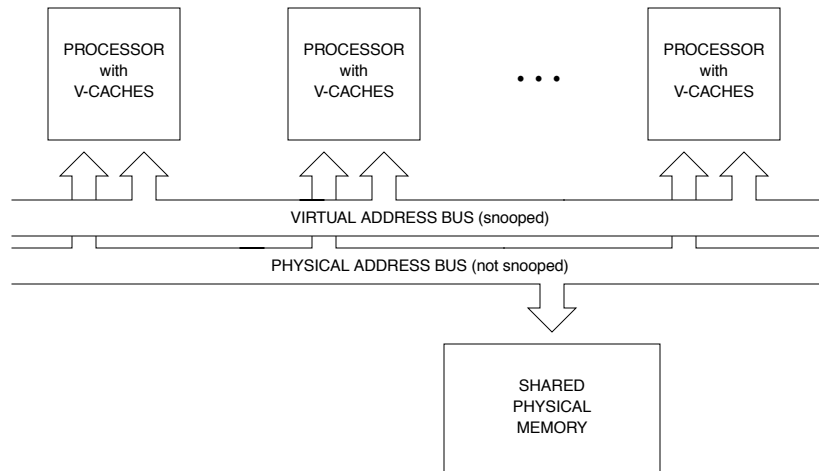 PROCESSOR
with
V-CACHES
PROCESSOR
with
V-CACHES
• • •
PROCESSOR
with
V-CACHES
VIRTUAL ADDRESS BUS (snooped)
PHYSICAL ADDRESS BUS (not snooped)
SHARED
PHYSICAL
MEMORY